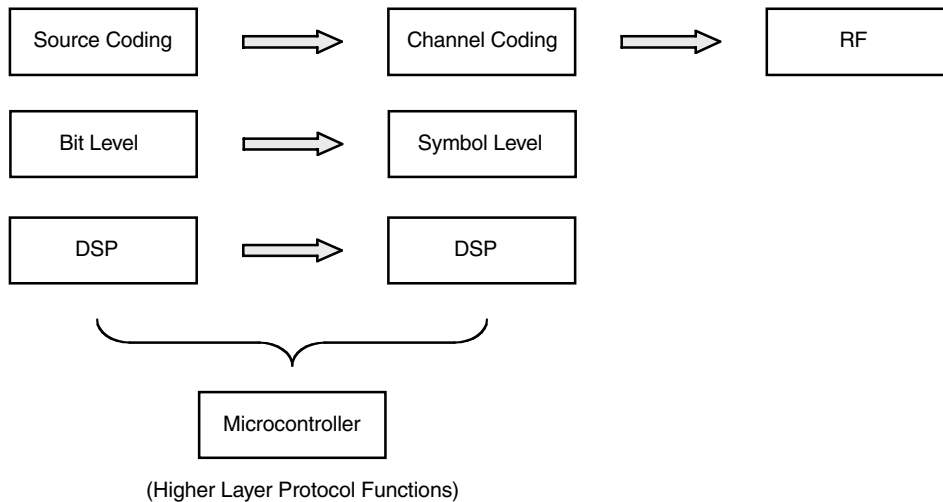 Source Coding
Channel Coding
RF
Bit Level
Symbol Level
DSP
DSP
Microcontroller
(Higher Layer Protocol Functions)